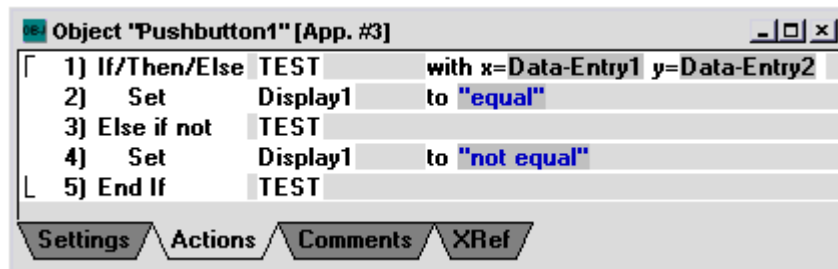 OBJ Object "Pushbutton1" [App. #3]
1) If/Then/Else TEST with x=Data-Entry1 y=Data-Entry2
2) Set Display1 to "equal"
3) Else if not TEST
4) Set Display1 to "not equal"
5) End If TEST
Settings Actions Comments XRef